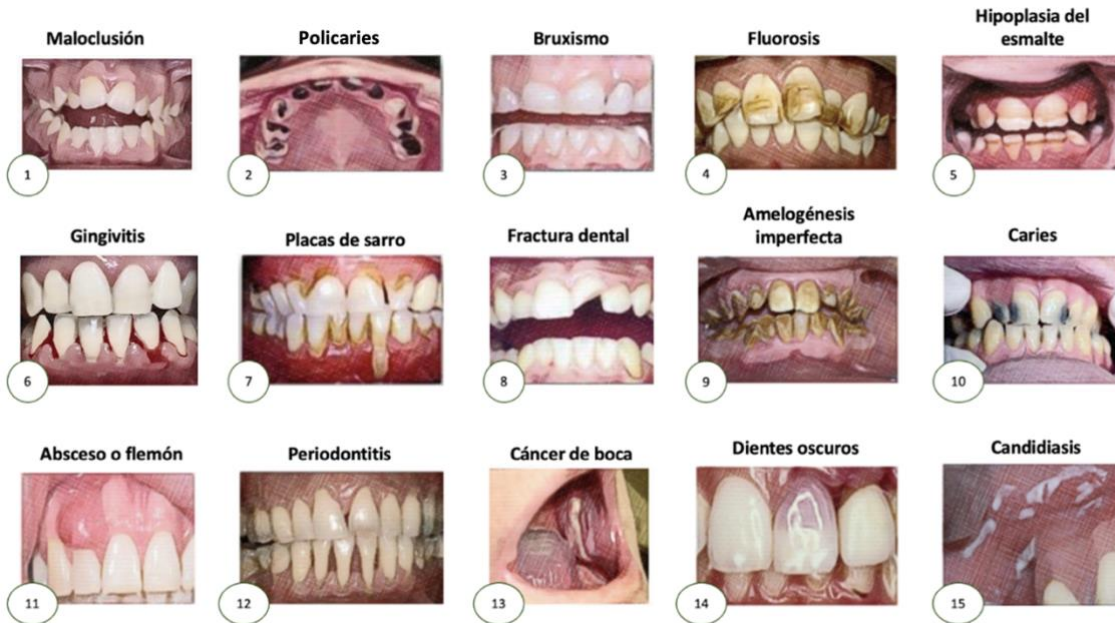 Maloclusión
Policaries
Bruxismo
Fluorosis
Hipoplasia del
esmalte
1
2
3
4
5
Gingivitis
Placas de sarro
Fractura dental
Amelogénesis
imperfecta
Caries
6
7
8
9
10
Absceso o flemón
Periodontitis
Cáncer de boca
Dientes oscuros
Candidiasis
11
12
13
14
15